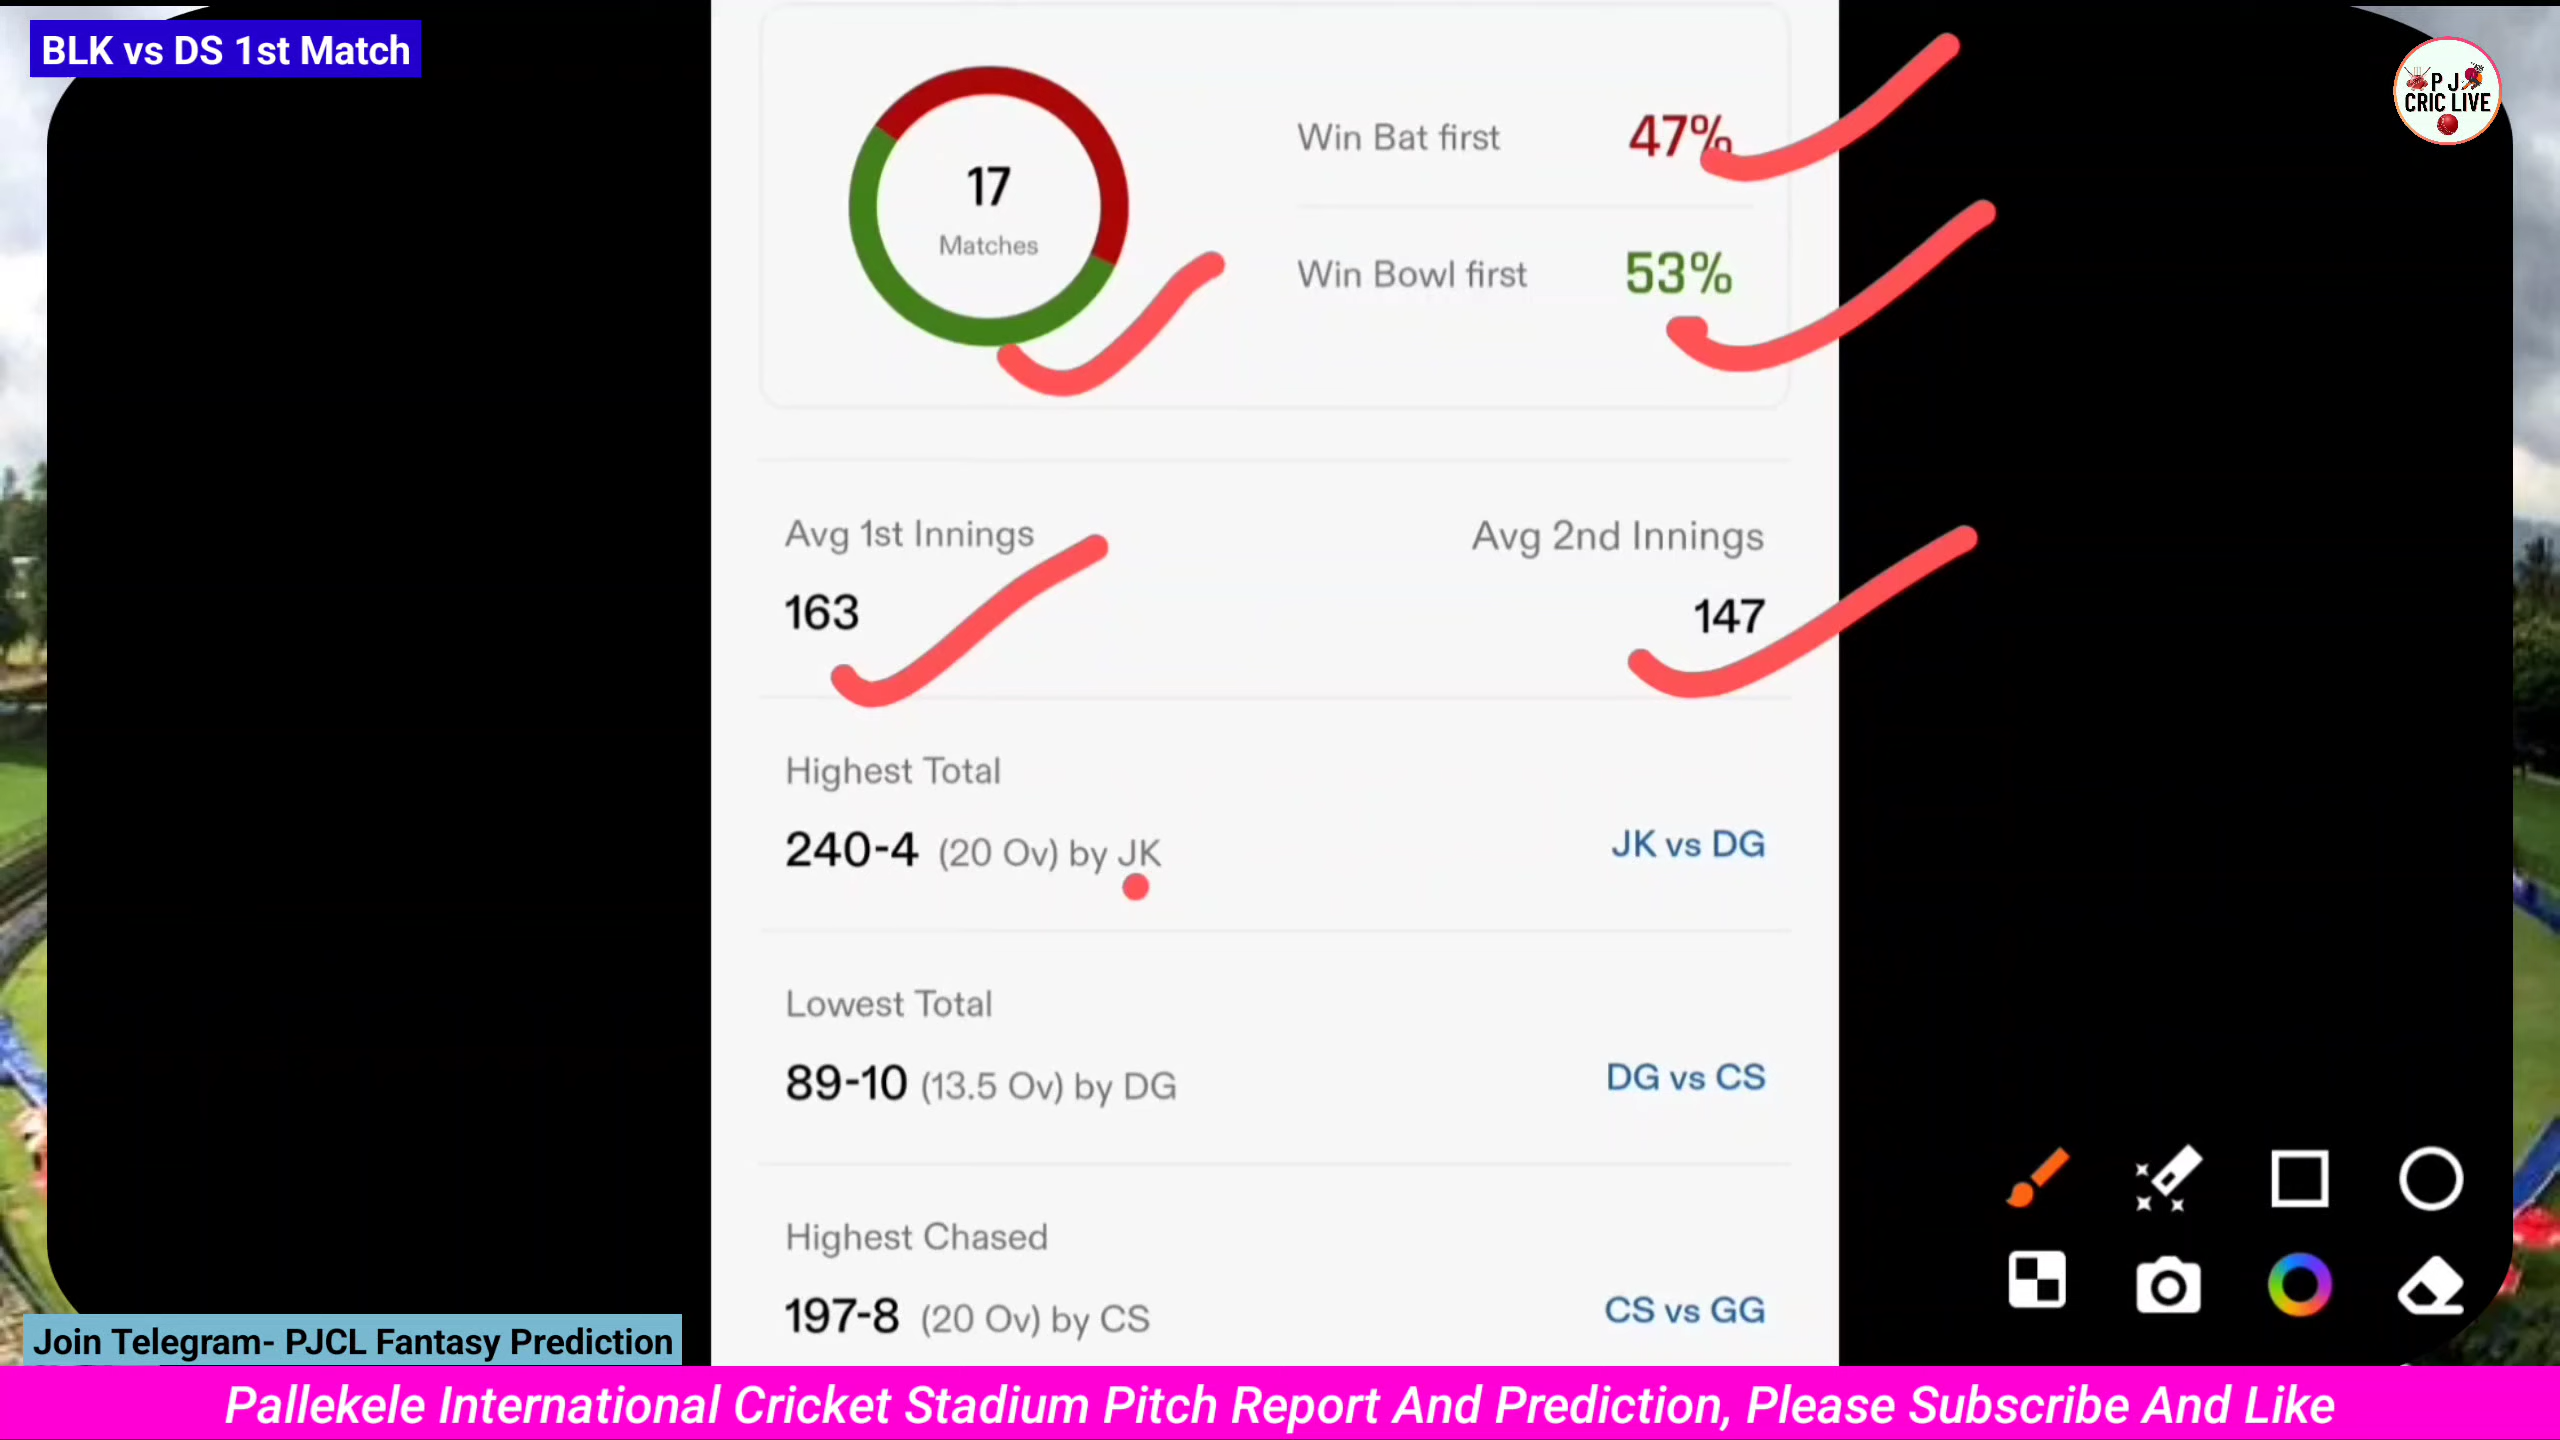 BLK vs DS 1st Match
P J
CRIC LIVE
17
Matches
Win Bat first 47%
Win Bowl first 53%
Avg 1st Innings Avg 2nd Innings
163 147
Highest Total
240-4 (20 Ov) by JK JK vs DG
Lowest Total
89-10 (13.5 Ov) by DG DG vs CS
Highest Chased
197-8 (20 Ov) by CS CS vs GG
Join Telegram- PJCL Fantasy Prediction
Pallekele International Cricket Stadium Pitch Report And Prediction, Please Subscribe And Like